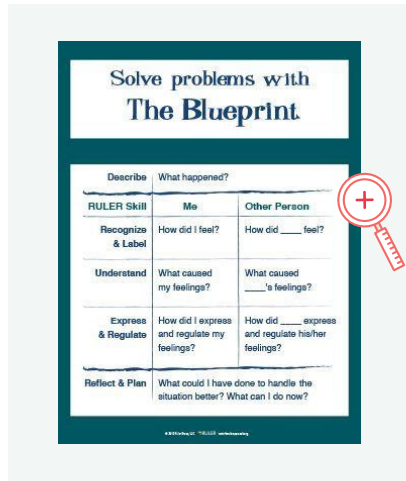 Solve problems with
The Blueprint
Describe What happened?
RULER Skill Me Other Person
Recognize & Label How did I feel? How did ____ feel?
Understand What caused my feelings? What caused ____'s feelings?
Express & Regulate How did I express and regulate my feelings? How did ____ express and regulate his/her feelings?
Reflect & Plan What could I have done to handle the
situation better? What can I do now?